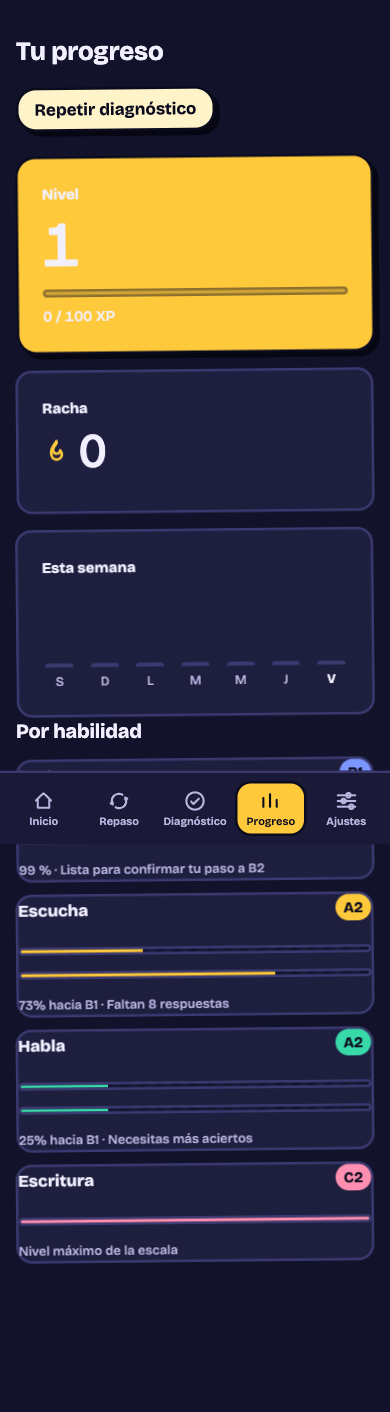 Tu progreso
Repetir diagnóstico
Nivel
1
0 / 100 XP
Racha
0
Esta semana
S D L M M J V
Por habilidad
Inicio Repaso Diagnóstico Progreso Ajustes
99 % · Lista para confirmar tu paso a B2
Escucha A2
73% hacia B1 · Faltan 8 respuestas
Habla A2
25% hacia B1 · Necesitas más aciertos
Escritura C2
Nivel máximo de la escala